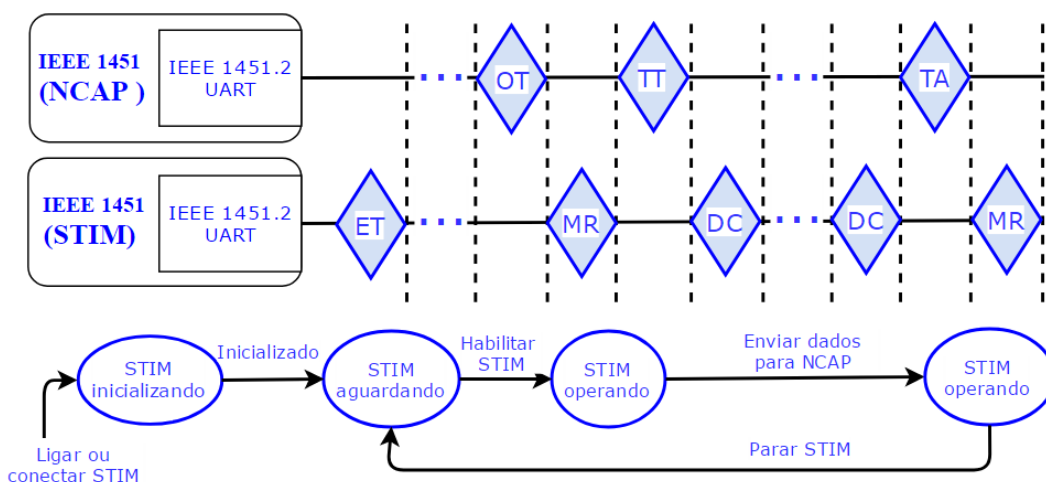 IEEE 1451
(NCAP )
IEEE 1451.2
UART
...
OT
TT
...
TA
IEEE 1451
(STIM)
IEEE 1451.2
UART
ET
...
MR
DC
...
DC
MR
STIM
inicializando
Inicializado
STIM
aguardando
Habilitar
STIM
STIM
operando
Enviar dados
para NCAP
STIM
operando
Ligar ou
conectar STIM
Parar STIM